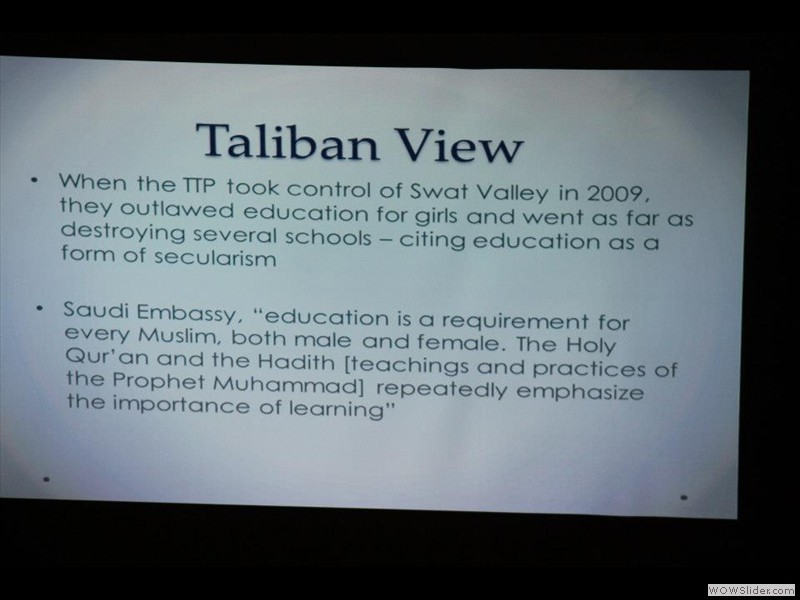 Taliban View
• When the TTP took control of Swat Valley in 2009,
they outlawed education for girls and went as far as
destroying several schools – citing education as a
form of secularism
• Saudi Embassy, “education is a requirement for
every Muslim, both male and female. The Holy
Qur’an and the Hadith [teachings and practices of
the Prophet Muhammad] repeatedly emphasize
the importance of learning”
WOWSlider.com